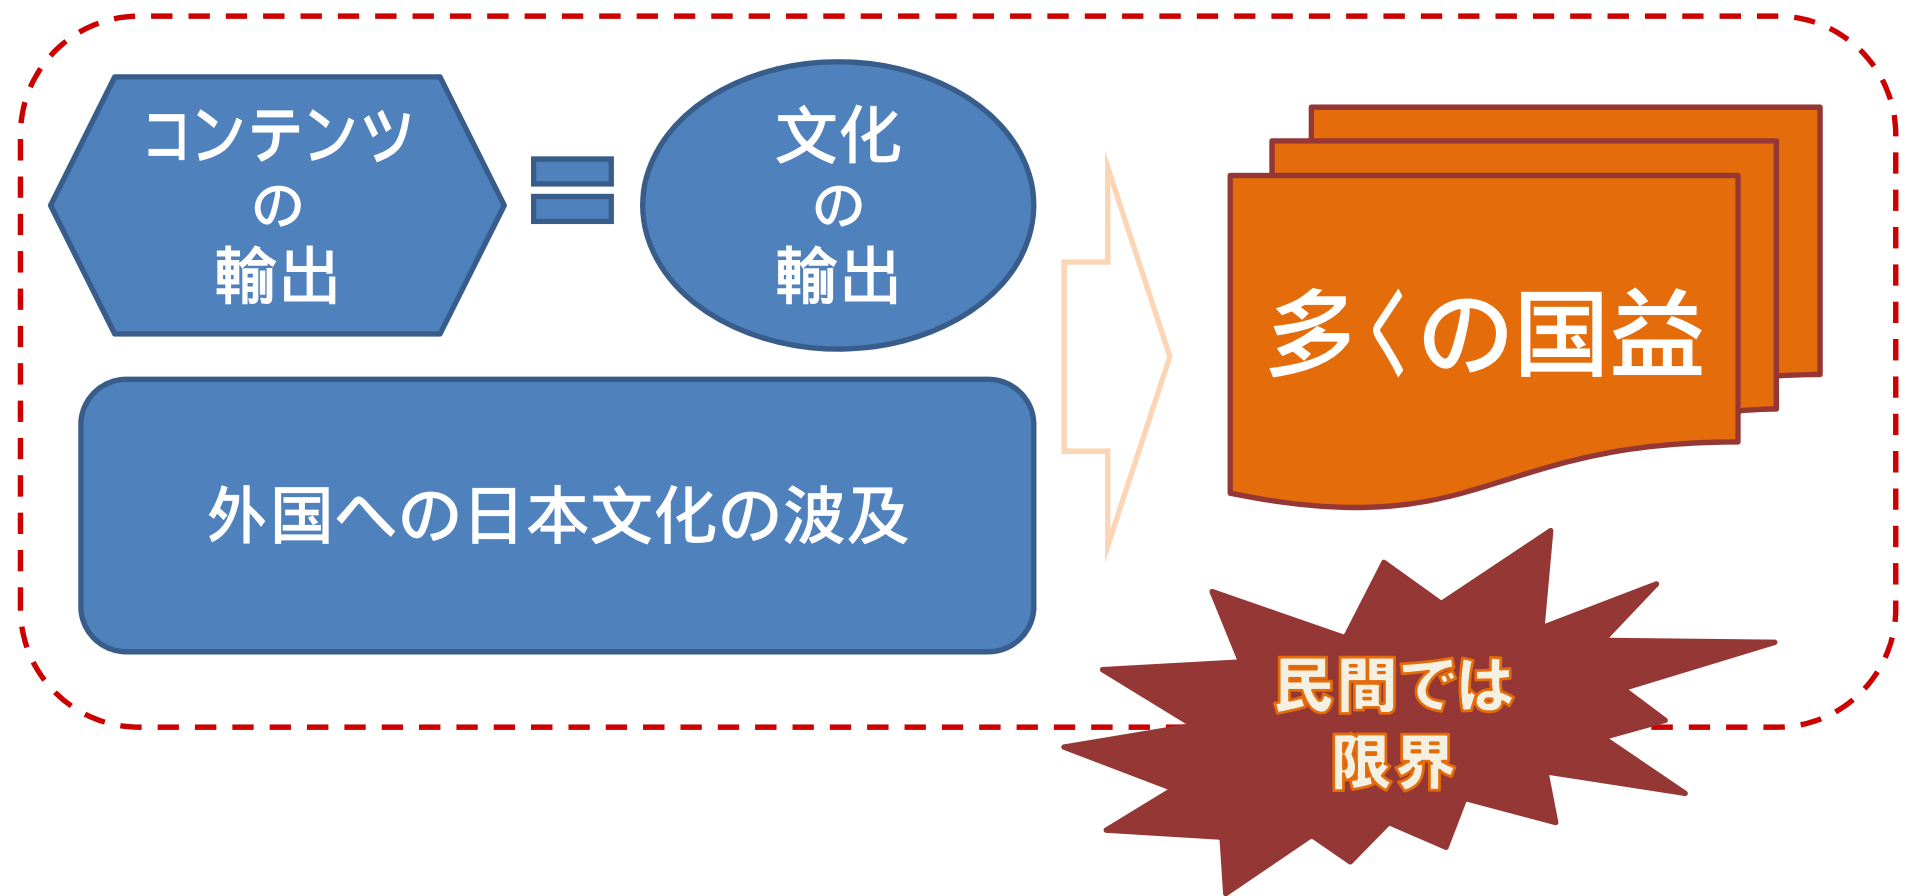 コンテンツ
の
輸出
文化
の
輸出
外国への日本文化の波及
多くの国益
民間では
限界